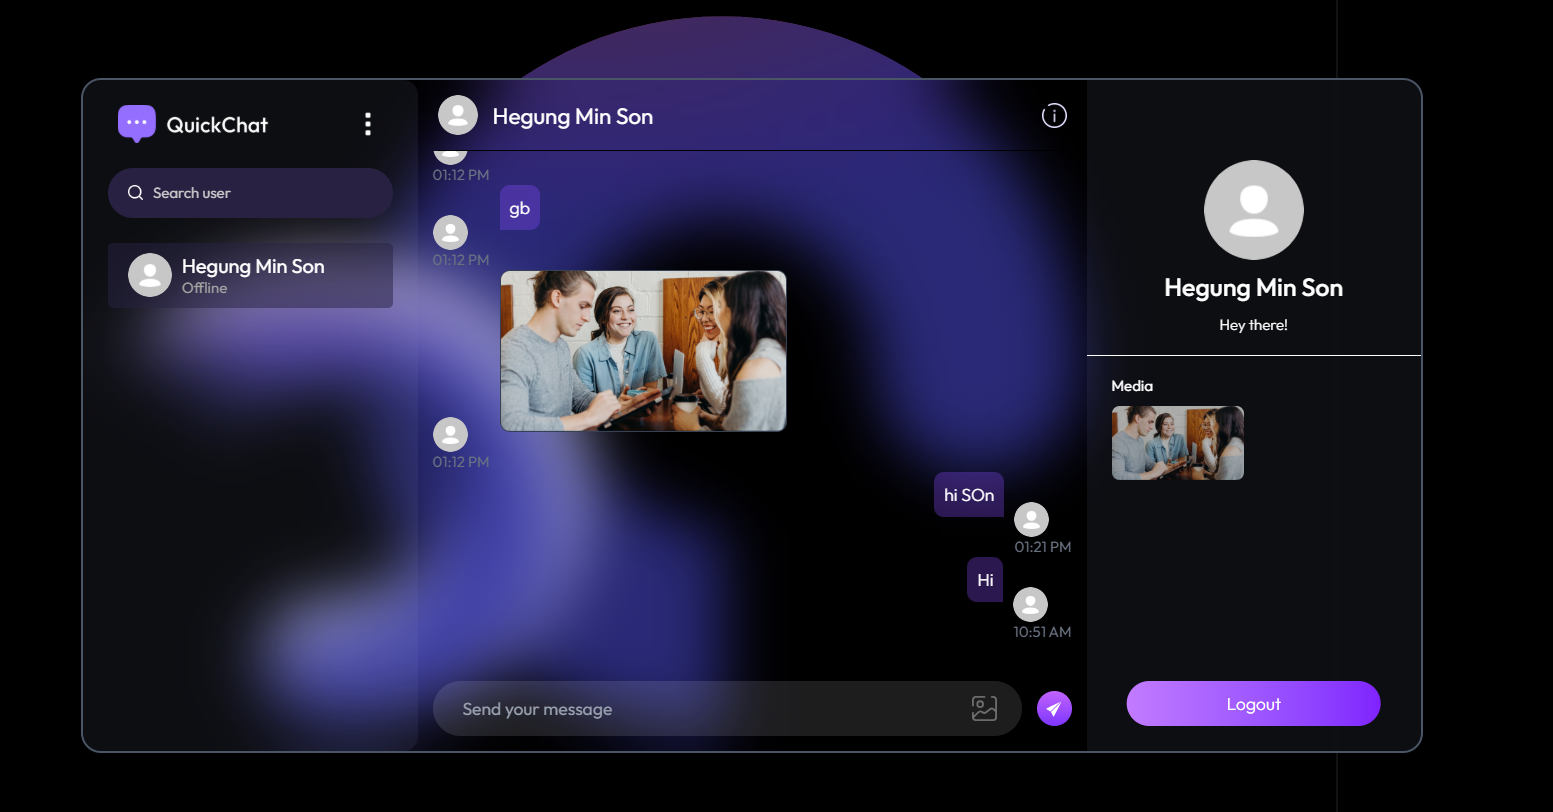 QuickChat
Search user
Hegung Min Son
Offline
Hegung Min Son
01:12 PM
gb
01:12 PM
01:12 PM
hi SOn
01:21 PM
Hi
10:51 AM
Send your message
Hegung Min Son
Hey there!
Media
Logout